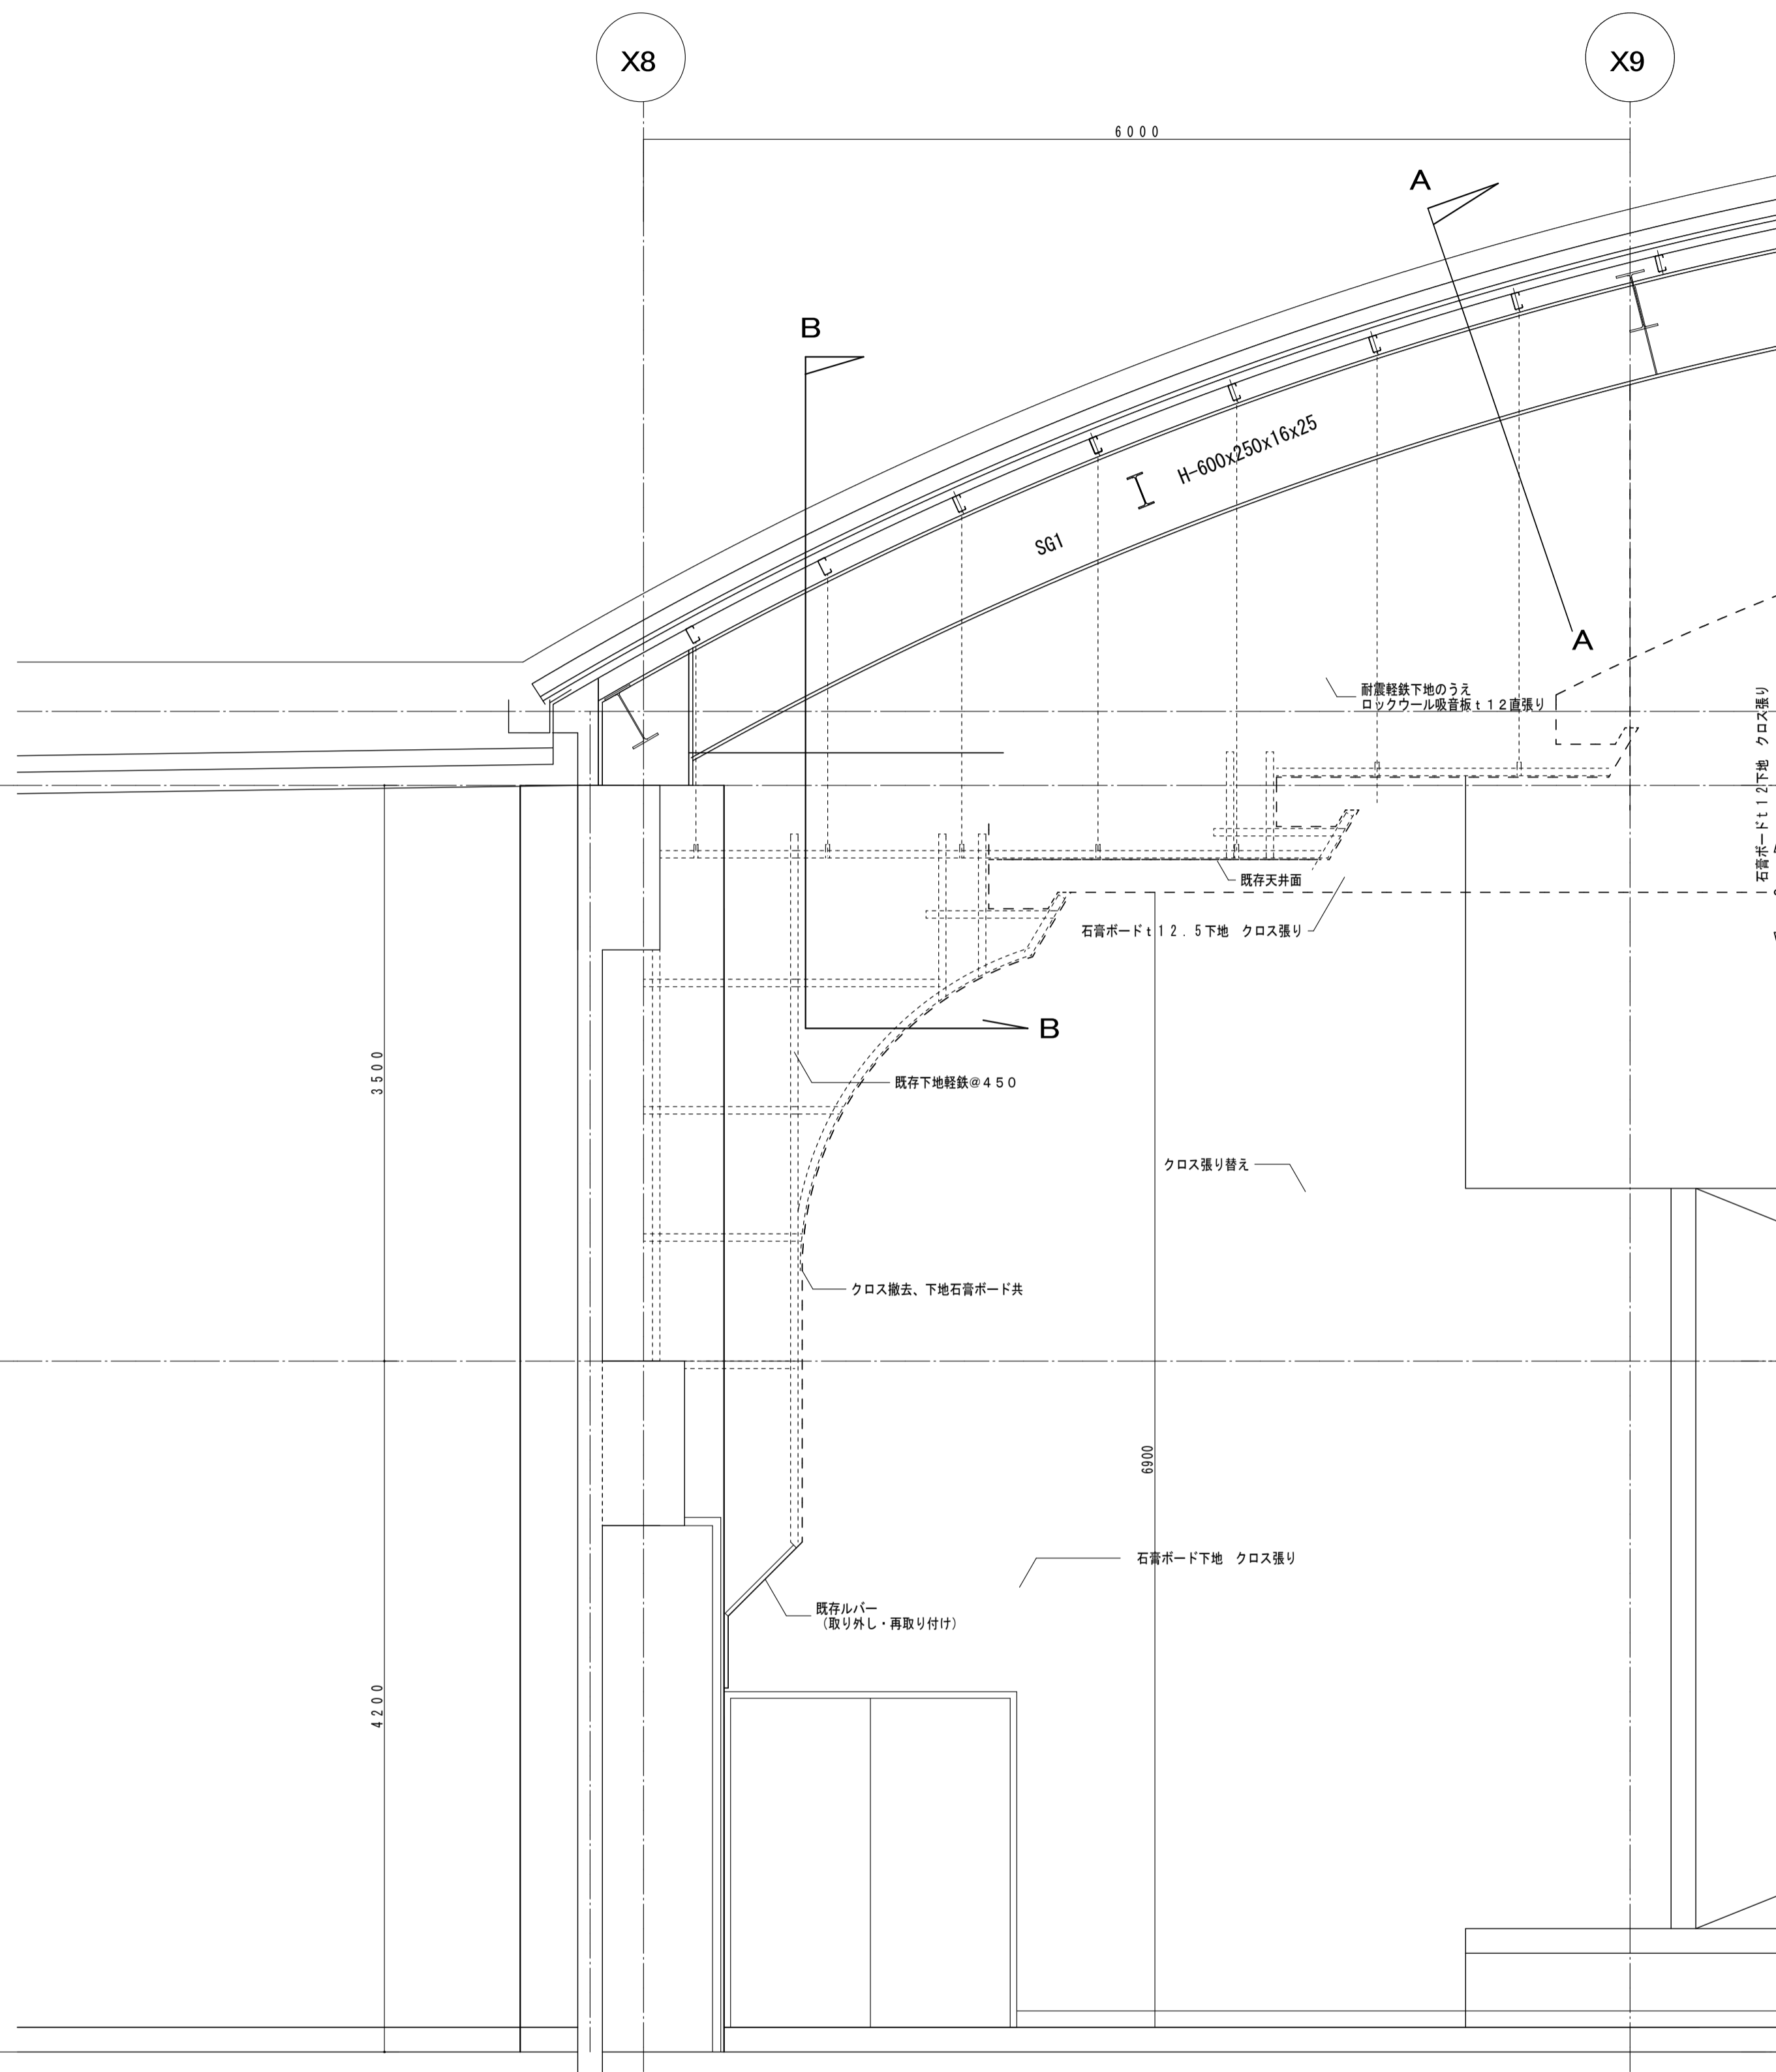 X8
X9
6000
A
B
H-600x250x16x25
SG1
A
耐震軽鉄下地のうえ
ロックウール吸音板t12直張り
石膏ボードt12下地 クロス張り
既存天井面
石膏ボードt12.5下地 クロス張り
B
3500
既存下地軽鉄@450
クロス張り替え
クロス撤去、下地石膏ボード共
6900
石膏ボード下地 クロス張り
既存ルバー
(取り外し・再取り付け)
4200